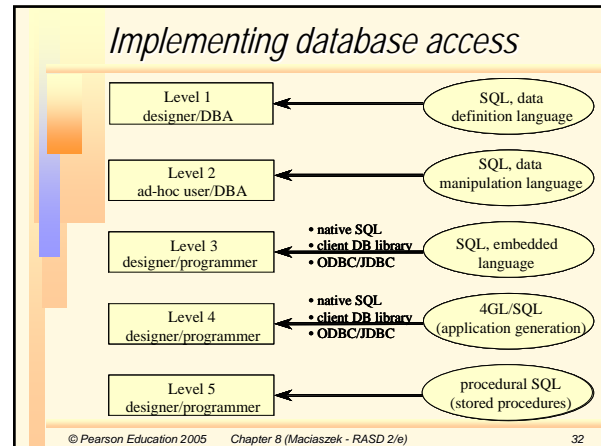 Implementing database access
Level 1
designer/DBA
SQL, data
definition language
Level 2
ad-hoc user/DBA
SQL, data
manipulation language
Level 3
designer/programmer
• native SQL
• client DB library
• ODBC/JDBC
SQL, embedded
language
Level 4
designer/programmer
• native SQL
• client DB library
• ODBC/JDBC
4GL/SQL
(application generation)
Level 5
designer/programmer
procedural SQL
(stored procedures)
© Pearson Education 2005 Chapter 8 (Maciaszek - RASD 2/e) 32